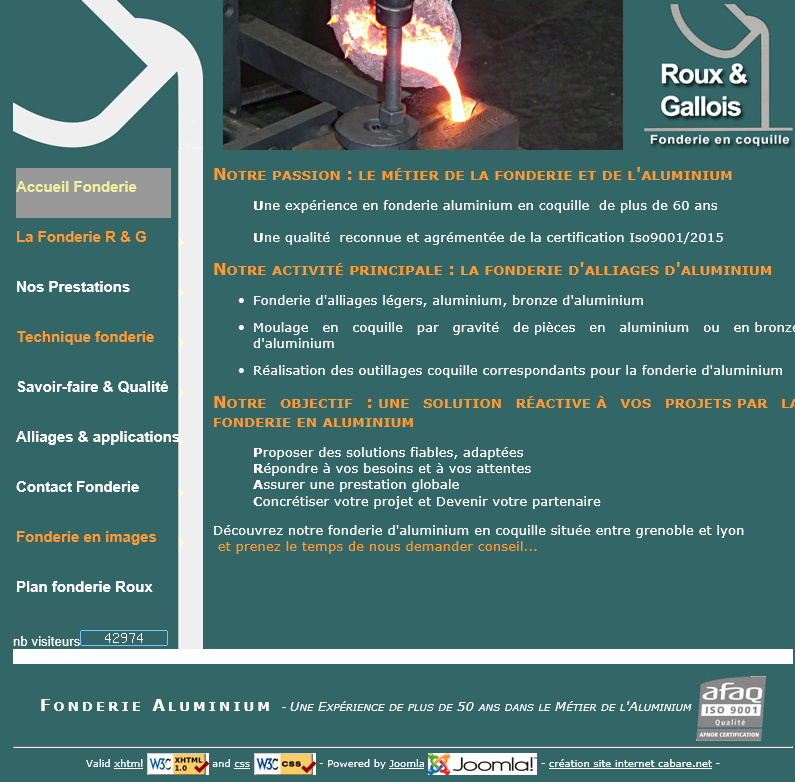 Roux &
Gallois
Fonderie en coquille
Accueil Fonderie
La Fonderie R & G
Nos Prestations
Technique fonderie
Savoir-faire & Qualité
Alliages & applications
Contact Fonderie
Fonderie en images
Plan fonderie Roux
nb visiteurs 42974
Notre passion : le métier de la fonderie et de l'aluminium
Une expérience en fonderie aluminium en coquille de plus de 60 ans
Une qualité reconnue et agrémentée de la certification Iso9001/2015
Notre activité principale : la fonderie d'alliages d'aluminium
• Fonderie d'alliages légers, aluminium, bronze d'aluminium
• Moulage en coquille par gravité de pièces en aluminium ou en bronze
d'aluminium
• Réalisation des outillages coquille correspondants pour la fonderie d'aluminium
Notre objectif : une solution réactive à vos projets par la
fonderie en aluminium
Proposer des solutions fiables, adaptées
Répondre à vos besoins et à vos attentes
Assurer une prestation globale
Concrétiser votre projet et Devenir votre partenaire
Découvrez notre fonderie d'aluminium en coquille située entre grenoble et lyon
et prenez le temps de nous demander conseil...
Fonderie Aluminium - Une Expérience de plus de 50 ans dans le Métier de l'Aluminium
afaq
ISO 9001
Qualité
AFNOR CERTIFICATION
Valid xhtml W3C XHTML 1.0 and css W3C css - Powered by Joomla Joomla! - création site internet cabare.net -